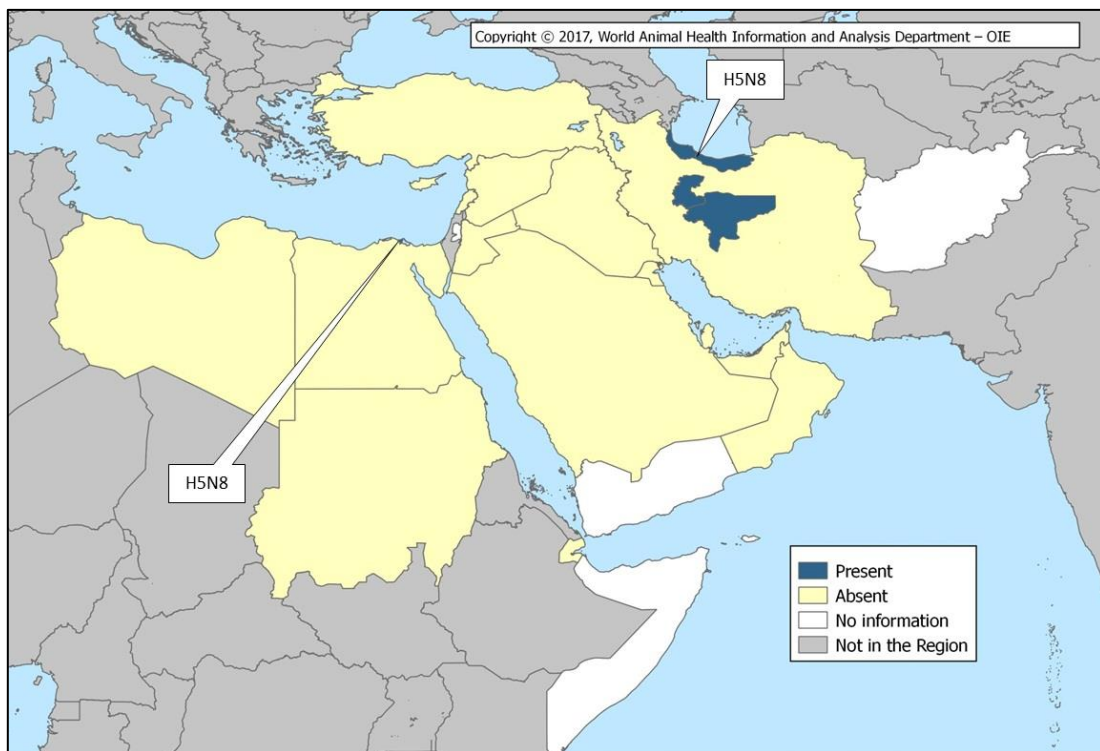 Copyright © 2017, World Animal Health Information and Analysis Department – OIE
H5N8
H5N8
Present
Absent
No information
Not in the Region